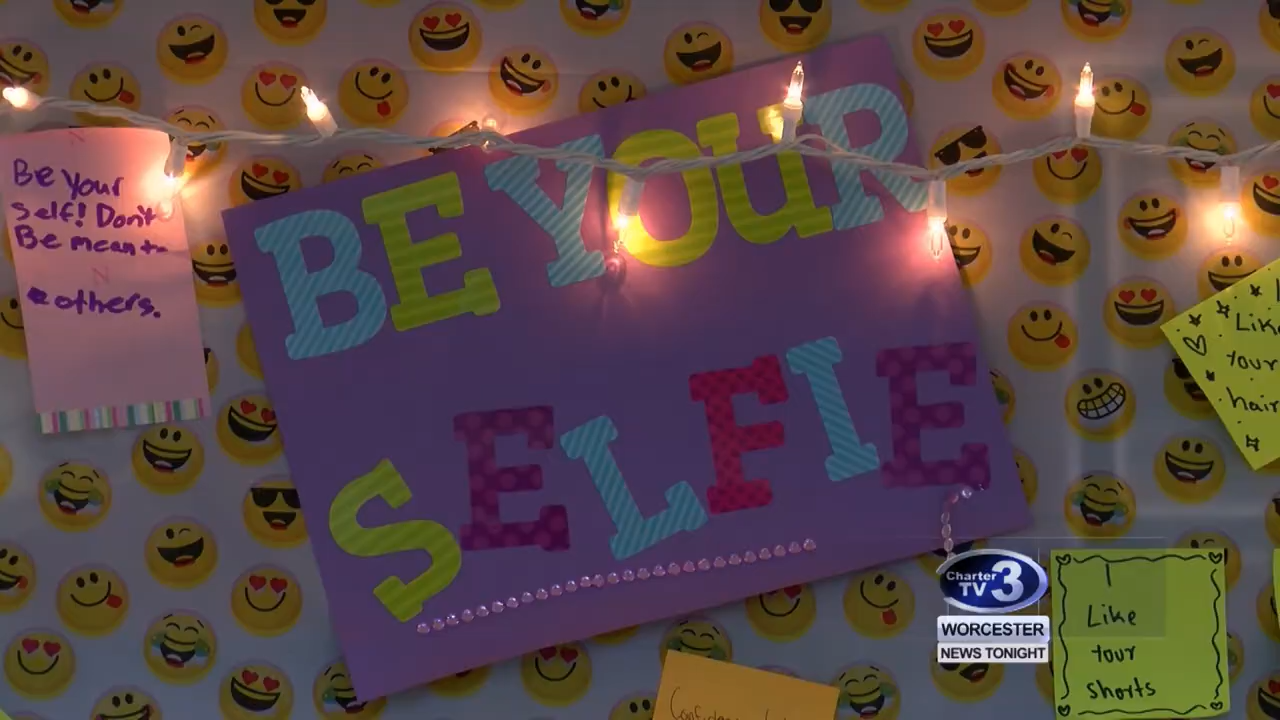 BE YOUR
SELFIE
Be Your
self! Don't
Be mean to
others.
I
Like
Your
hair
I
Like
Your
shorts
Charter
TV 3
WORCESTER
NEWS TONIGHT